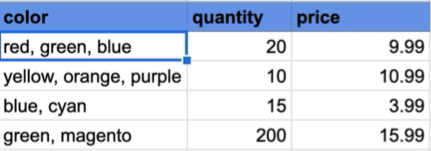 color quantity price
red, green, blue 20 9.99
yellow, orange, purple 10 10.99
blue, cyan 15 3.99
green, magento 200 15.99